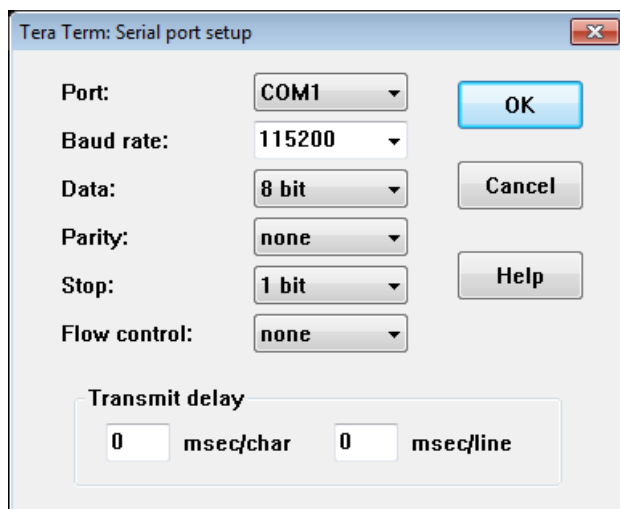 Tera Term: Serial port setup
Port: COM1 OK
Baud rate: 115200
Data: 8 bit Cancel
Parity: none
Stop: 1 bit Help
Flow control: none
Transmit delay
0 msec/char 0 msec/line